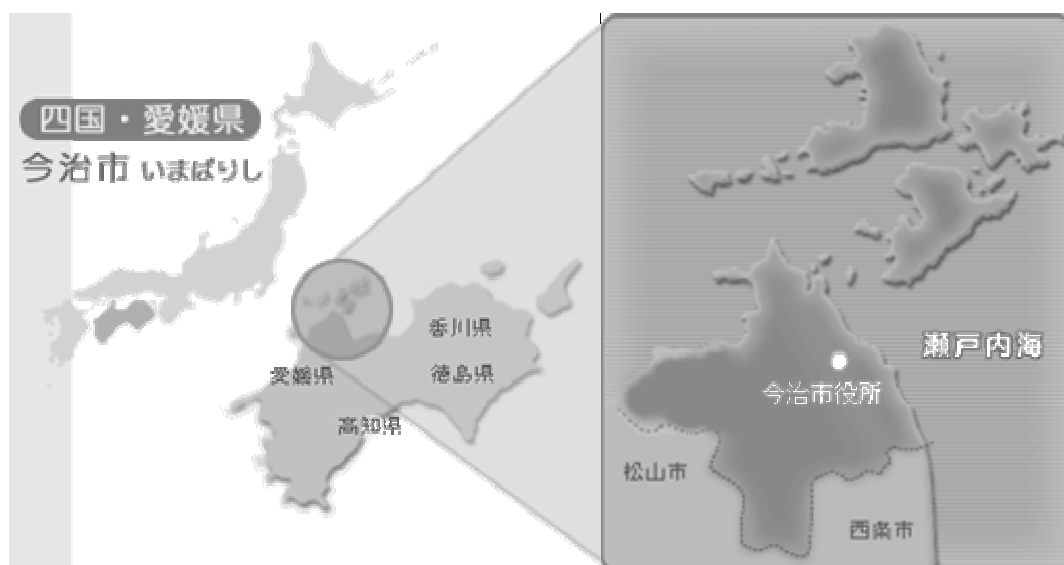 四国・愛媛県
今治市 いまばりし
香川県
愛媛県
徳島県
高知県
瀬戸内海
今治市役所
松山市
西条市